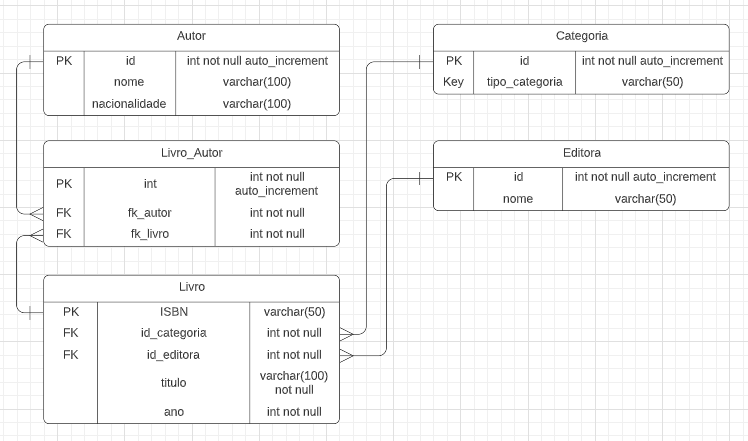 Autor
PK id int not null auto_increment
nome varchar(100)
nacionalidade varchar(100)
Livro_Autor
PK int int not null
auto_increment
FK fk_autor int not null
FK fk_livro int not null
Livro
PK ISBN varchar(50)
FK id_categoria int not null
FK id_editora int not null
titulo varchar(100)
not null
ano int not null
Categoria
PK id int not null auto_increment
Key tipo_categoria varchar(50)
Editora
PK id int not null auto_increment
nome varchar(50)